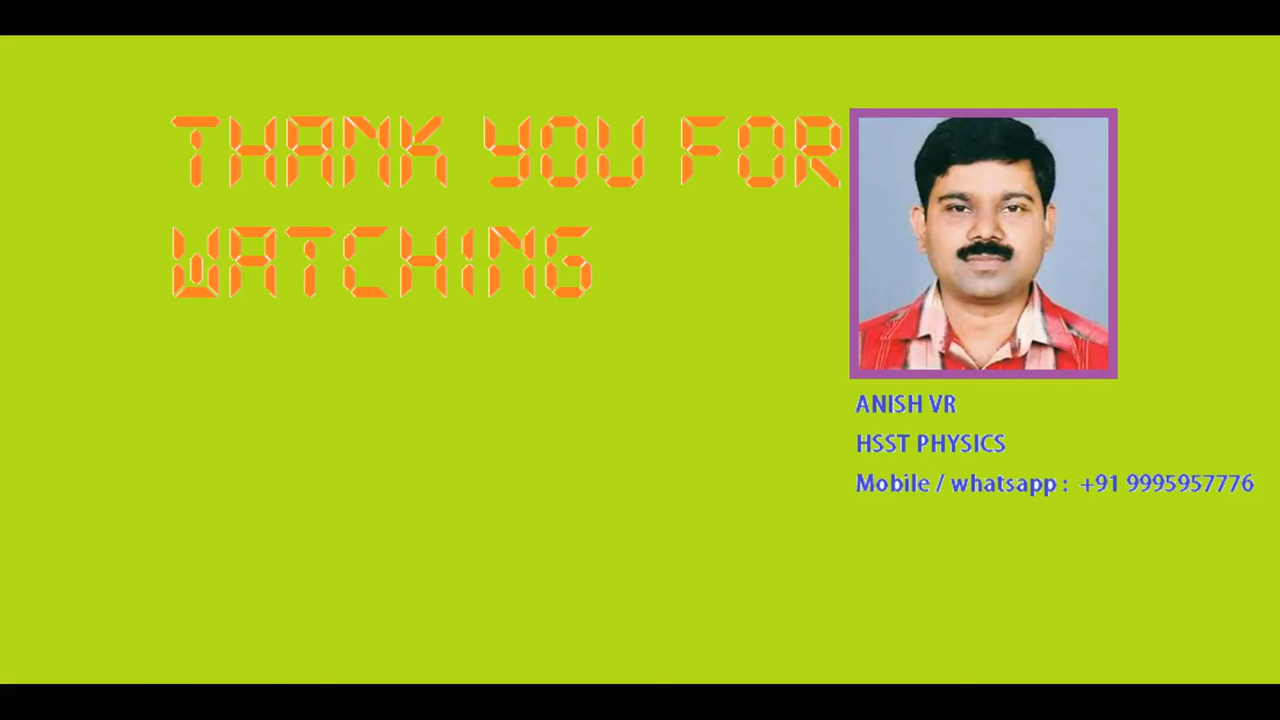 THANK YOU FOR
WATCHING
ANISH VR
HSST PHYSICS
Mobile / whatsapp : +91 9995957776